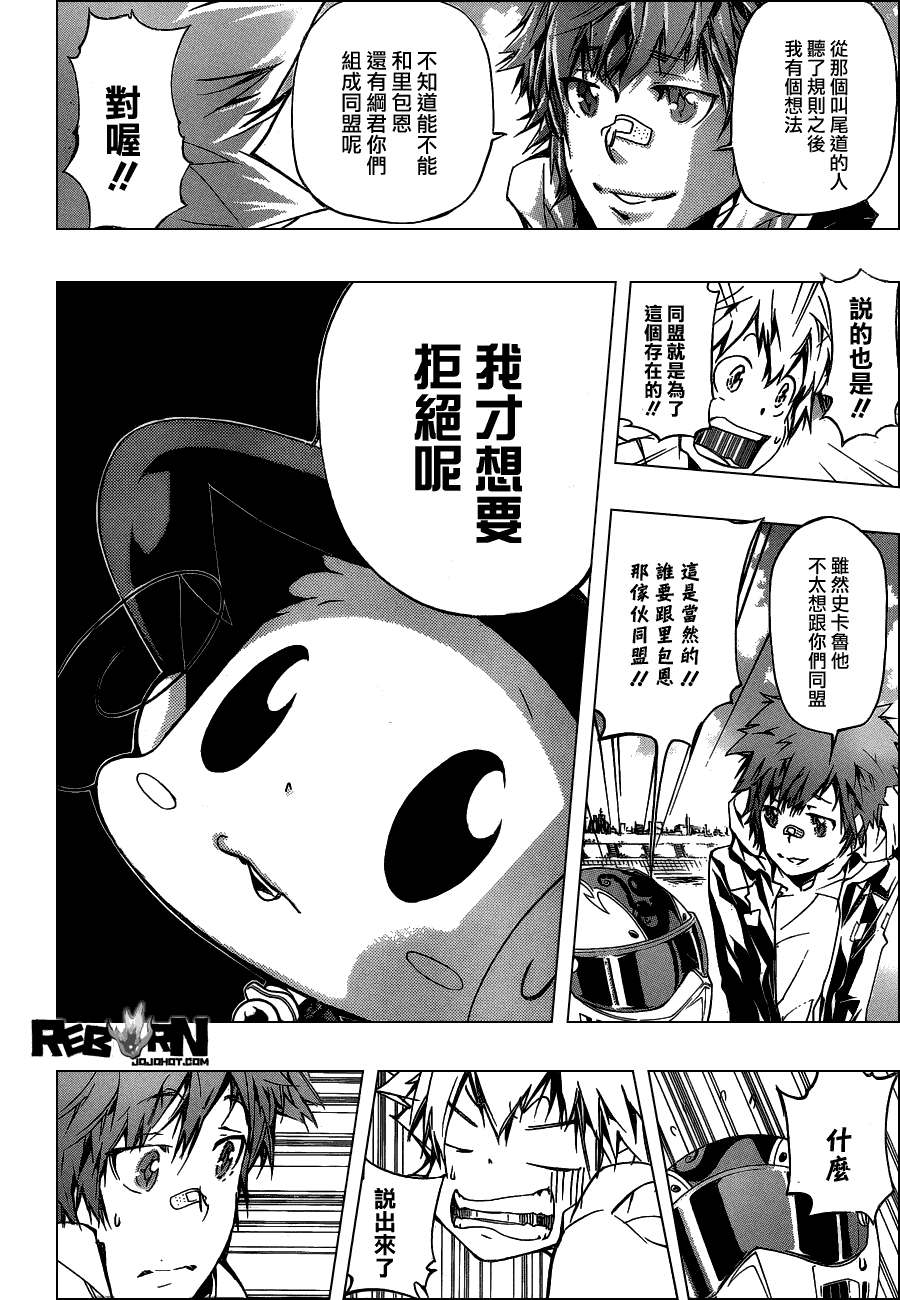 從那個叫尾道的人
聽了規則之後
我有個想法
不知道能不能
和里包恩
還有綱君你們
組成同盟呢
對喔!!
說的也是!!
同盟就是為了
這個存在的!!
雖然史卡魯他
不太想跟你們同盟
這是當然的!!
誰要跟里包恩
那傢伙同盟!!
我才想要
拒絕呢
REBORN
JOJOHOT.COM
什麼
說出來了